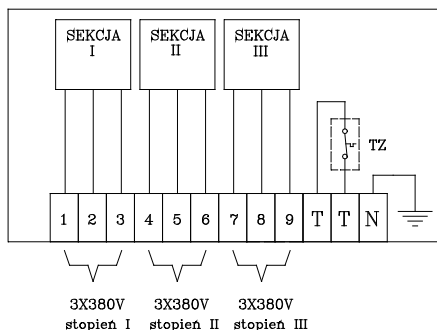 SEKCJA SEKCJA SEKCJA
I II III
TZ
1 2 3 4 5 6 7 8 9 T T N
3X380V 3X380V 3X380V
stopień I stopień II stopień III